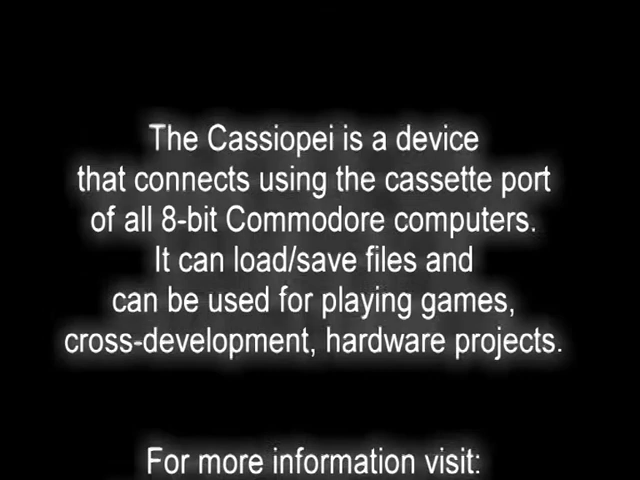 The Cassiopei is a device
that connects using the cassette port
of all 8-bit Commodore computers.
It can load/save files and
can be used for playing games,
cross-development, hardware projects.
For more information visit: